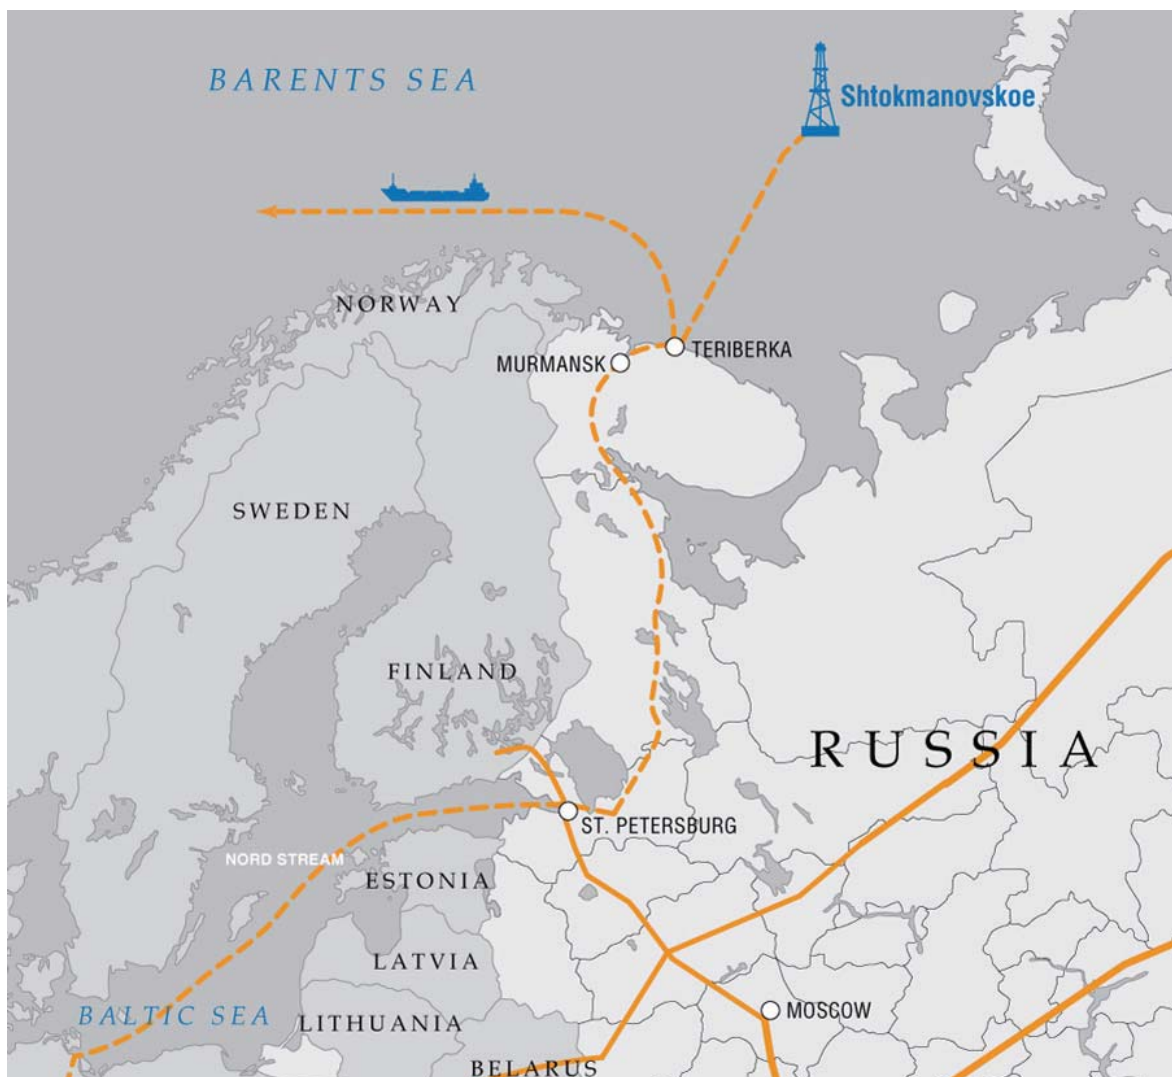 BARENTS SEA
Shtokmanovskoe
NORWAY
MURMANSK
TERIBERKA
SWEDEN
FINLAND
RUSSIA
ST. PETERSBURG
NORD STREAM
ESTONIA
LATVIA
MOSCOW
BALTIC SEA
LITHUANIA
BELARUS